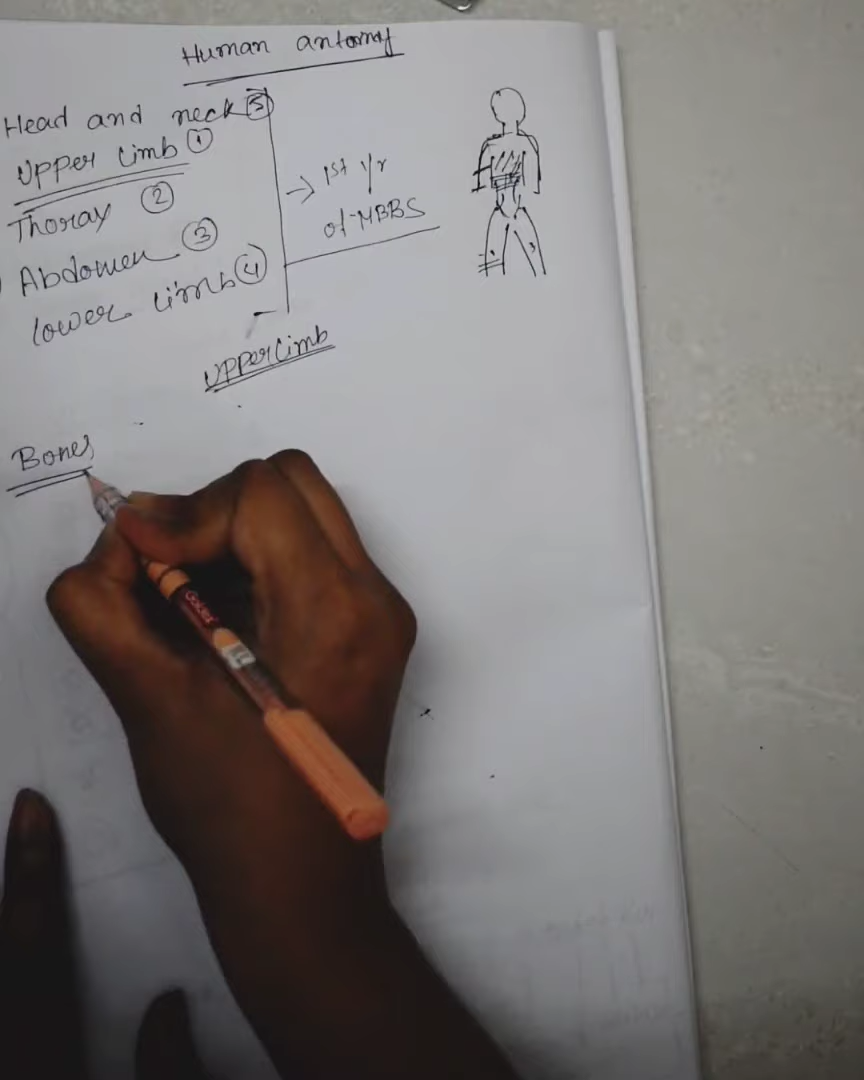 Human antomy
Head and neck 5
Upper limb 1
Thorax 2
Abdomen 3
lower limb 4
→ 1st yr
of MBBS
Upper limb
Bones